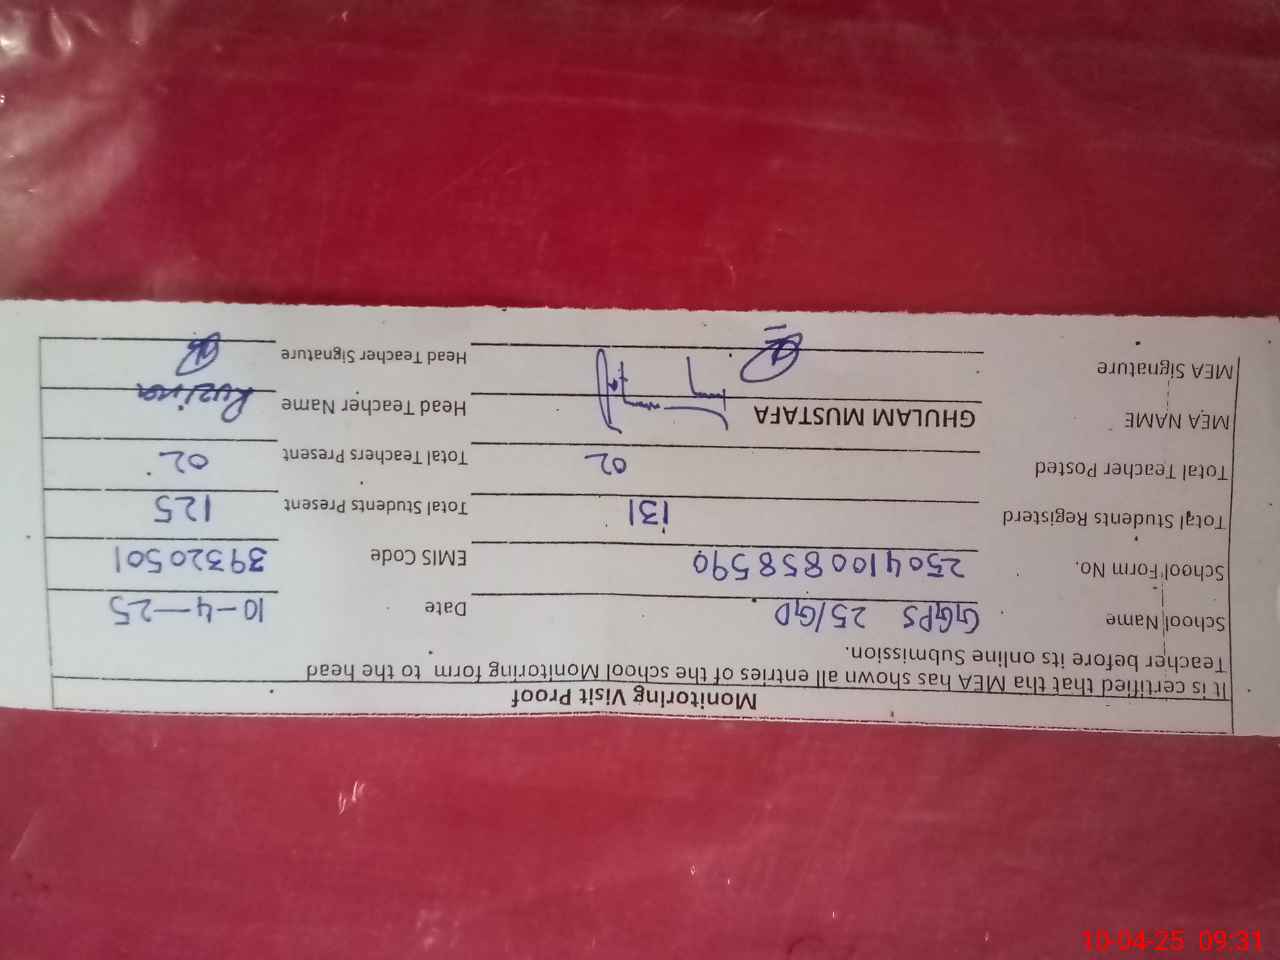 Monitoring Visit Proof
It is certified that tha MEA has shown all entries of the school Monitoring form to the head
Teacher before its online Submission.
School Name GGPS 25/GD Date 10-4-25
School Form No. 2504100858590 EMIS Code 39320501
Total Students Registerd 131 Total Students Present 125
Total Teacher Posted 02 Total Teachers Present 02
MEA NAME GHULAM MUSTAFA Head Teacher Name Ruzina
MEA Signature Head Teacher Signature
10-04-25 09:31